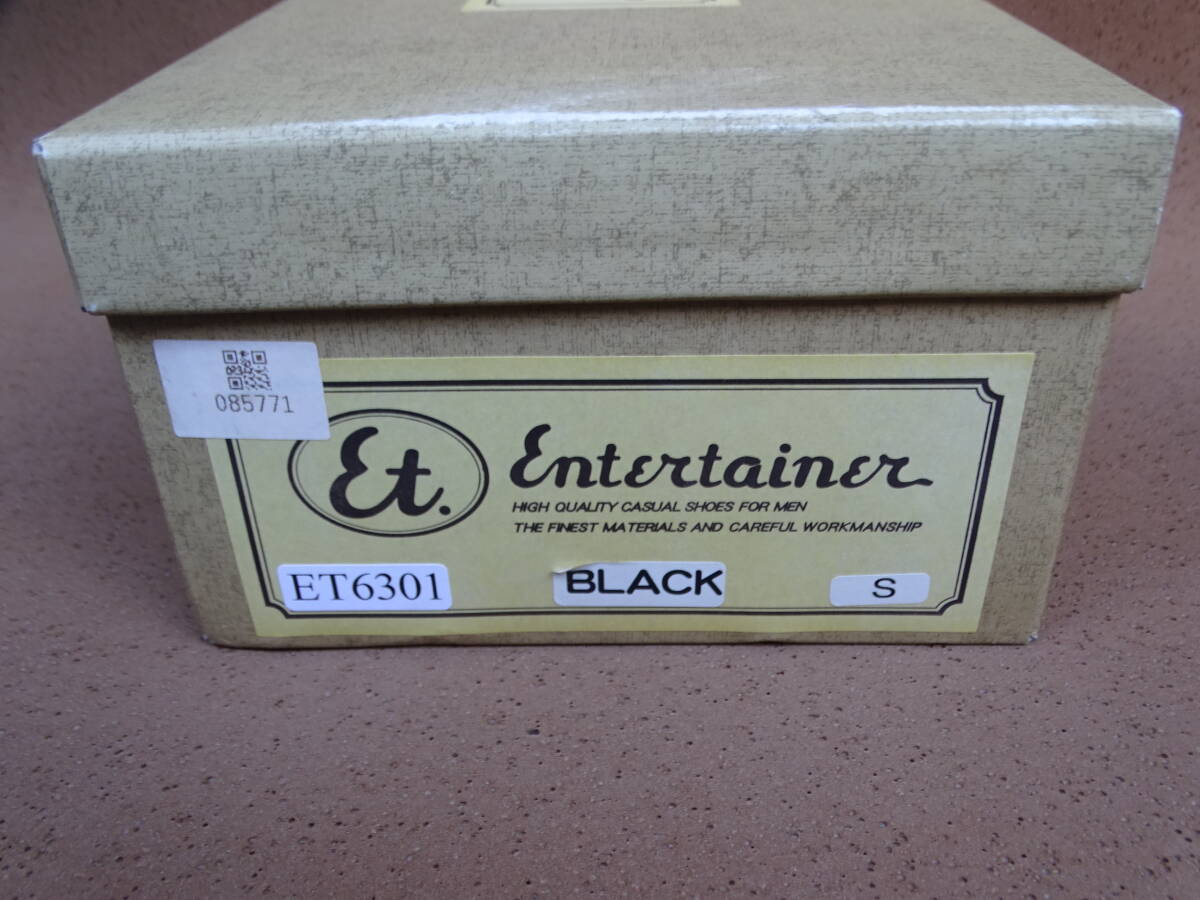 085771
Et.
Entertainer
HIGH QUALITY CASUAL SHOES FOR MEN
THE FINEST MATERIALS AND CAREFUL WORKMANSHIP
ET6301
BLACK
S